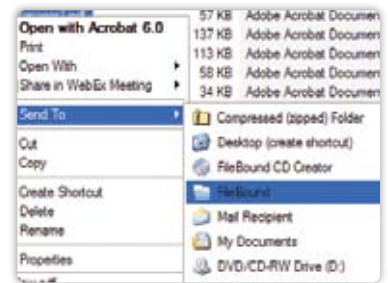 Open with Acrobat 6.0
Print
Open With
Share in WebEx Meeting
Send To
Cut
Copy
Create Shortcut
Delete
Rename
Properties
57 KB Adobe Acrobat Documen
137 KB Adobe Acrobat Documen
113 KB Adobe Acrobat Documen
58 KB Adobe Acrobat Documen
34 KB Adobe Acrobat Documen
Compressed (zipped) Folder
Desktop (create shortcut)
FileBound CD Creator
FileBound
Mail Recipient
My Documents
DVD/CD-RW Drive (D:)